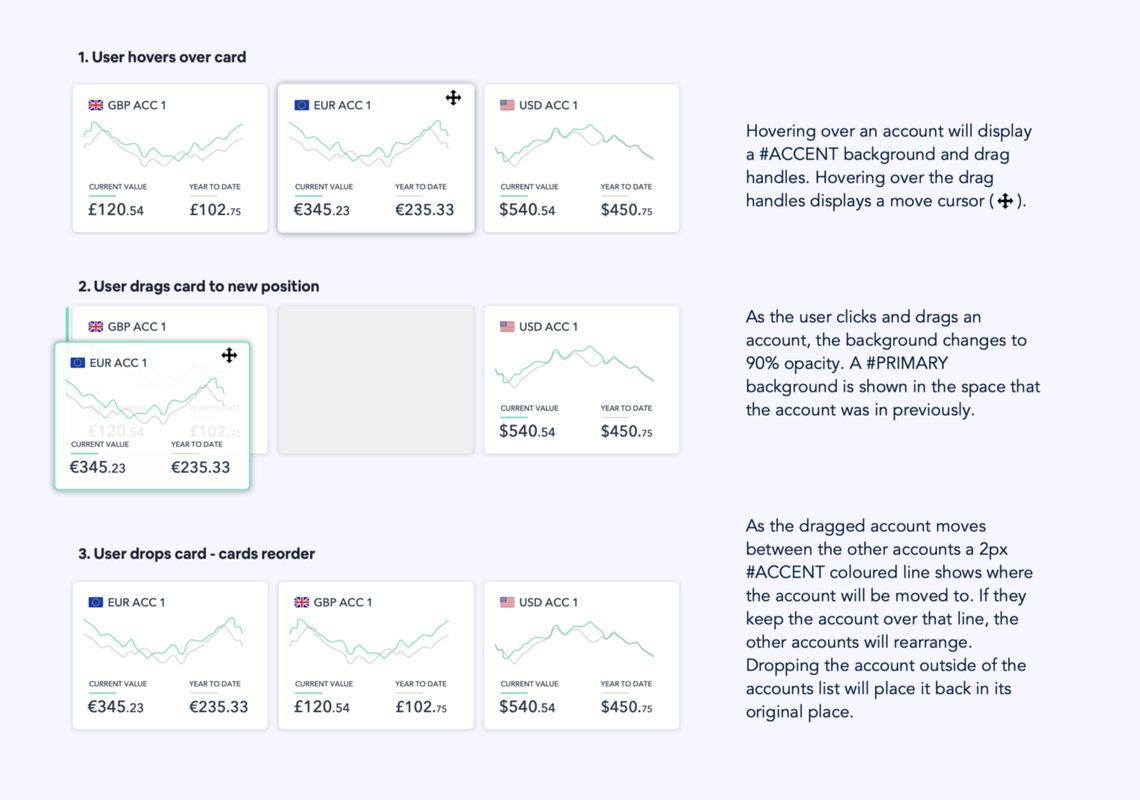 1. User hovers over card
GBP ACC 1
EUR ACC 1
USD ACC 1
CURRENT VALUE YEAR TO DATE
£120.54 £102.75
CURRENT VALUE YEAR TO DATE
€345.23 €235.33
CURRENT VALUE YEAR TO DATE
$540.54 $450.75
Hovering over an account will display
a #ACCENT background and drag
handles. Hovering over the drag
handles displays a move cursor ( ).
2. User drags card to new position
GBP ACC 1
EUR ACC 1
CURRENT VALUE YEAR TO DATE
£120.54 £102.75
CURRENT VALUE YEAR TO DATE
€345.23 €235.33
USD ACC 1
CURRENT VALUE YEAR TO DATE
$540.54 $450.75
As the user clicks and drags an
account, the background changes to
90% opacity. A #PRIMARY
background is shown in the space that
the account was in previously.
3. User drops card - cards reorder
EUR ACC 1
GBP ACC 1
USD ACC 1
CURRENT VALUE YEAR TO DATE
€345.23 €235.33
CURRENT VALUE YEAR TO DATE
£120.54 £102.75
CURRENT VALUE YEAR TO DATE
$540.54 $450.75
As the dragged account moves
between the other accounts a 2px
#ACCENT coloured line shows where
the account will be moved to. If they
keep the account over that line, the
other accounts will rearrange.
Dropping the account outside of the
accounts list will place it back in its
original place.